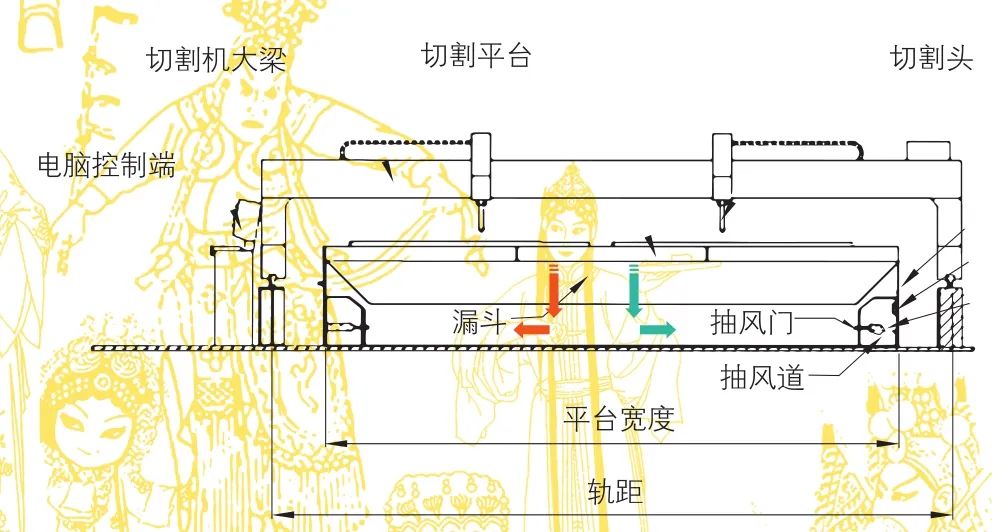 切割机大梁
切割平台
切割头
电脑控制端
漏斗
抽风门
抽风道
平台宽度
轨距